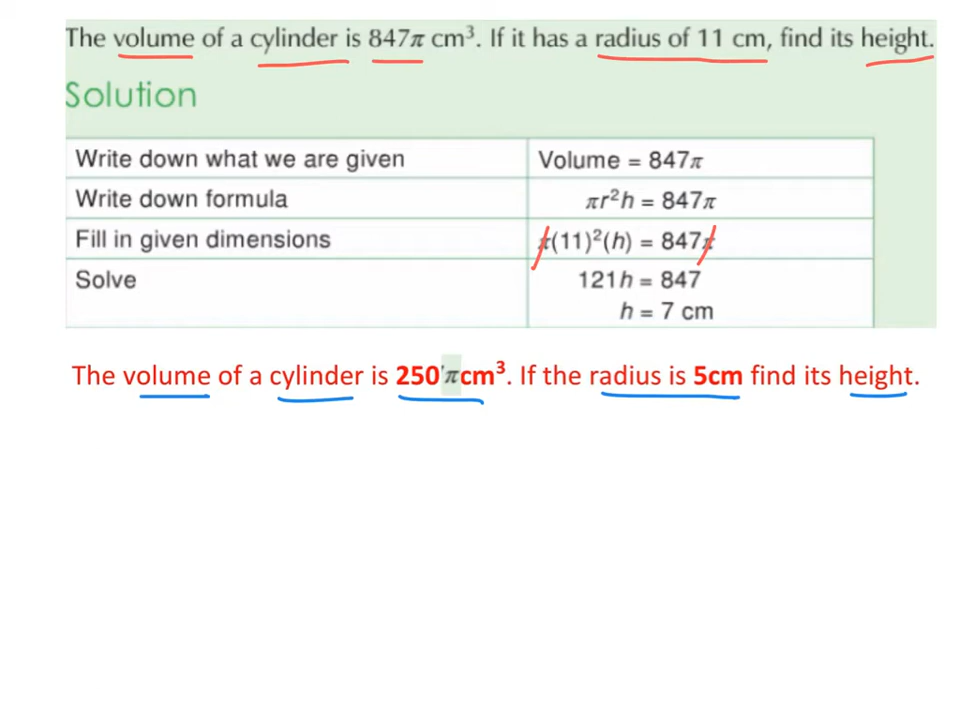 The volume of a cylinder is 847π cm³. If it has a radius of 11 cm, find its height.
Solution
Write down what we are given Volume = 847π
Write down formula πr²h = 847π
Fill in given dimensions π(11)²(h) = 847π
Solve 121h = 847
h = 7 cm
The volume of a cylinder is 250πcm³. If the radius is 5cm find its height.